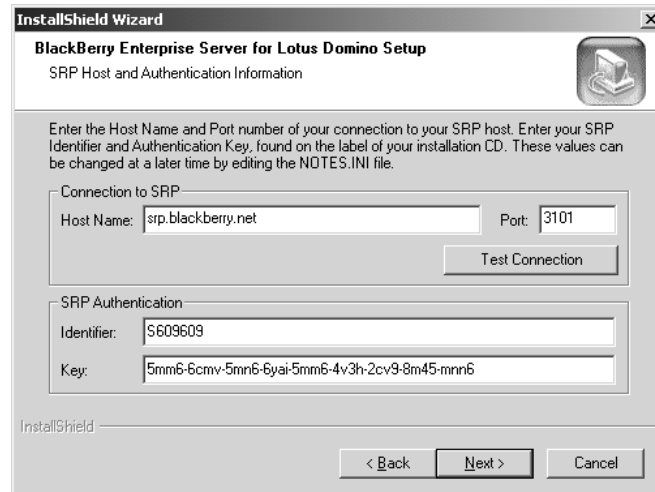 InstallShield Wizard
BlackBerry Enterprise Server for Lotus Domino Setup
SRP Host and Authentication Information
Enter the Host Name and Port number of your connection to your SRP host. Enter your SRP
Identifier and Authentication Key, found on the label of your installation CD. These values can
be changed at a later time by editing the NOTES.INI file.
Connection to SRP
Host Name: srp.blackberry.net Port: 3101
Test Connection
SRP Authentication
Identifier: S609609
Key: 5mm6-6cmv-5mn6-6yai-5mm6-4v3h-2cv9-8m45-mnn6
InstallShield
< Back Next > Cancel